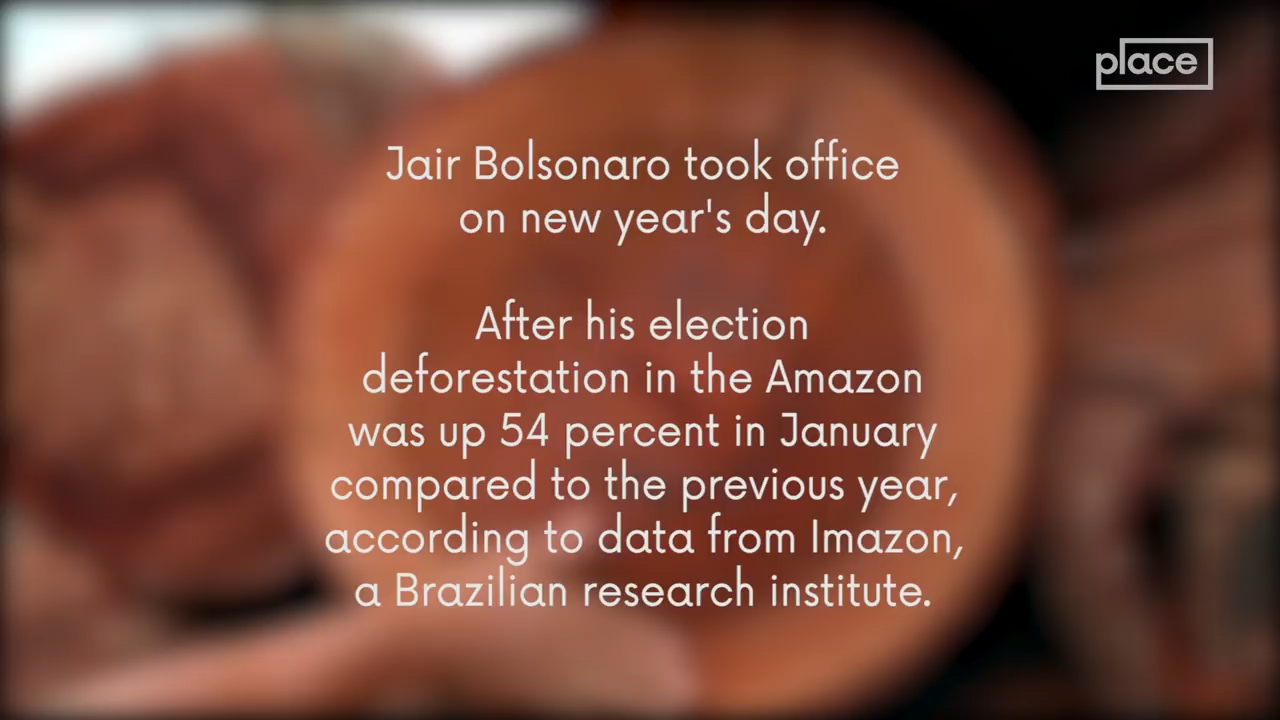 place
Jair Bolsonaro took office
on new year's day.
After his election
deforestation in the Amazon
was up 54 percent in January
compared to the previous year,
according to data from Imazon,
a Brazilian research institute.